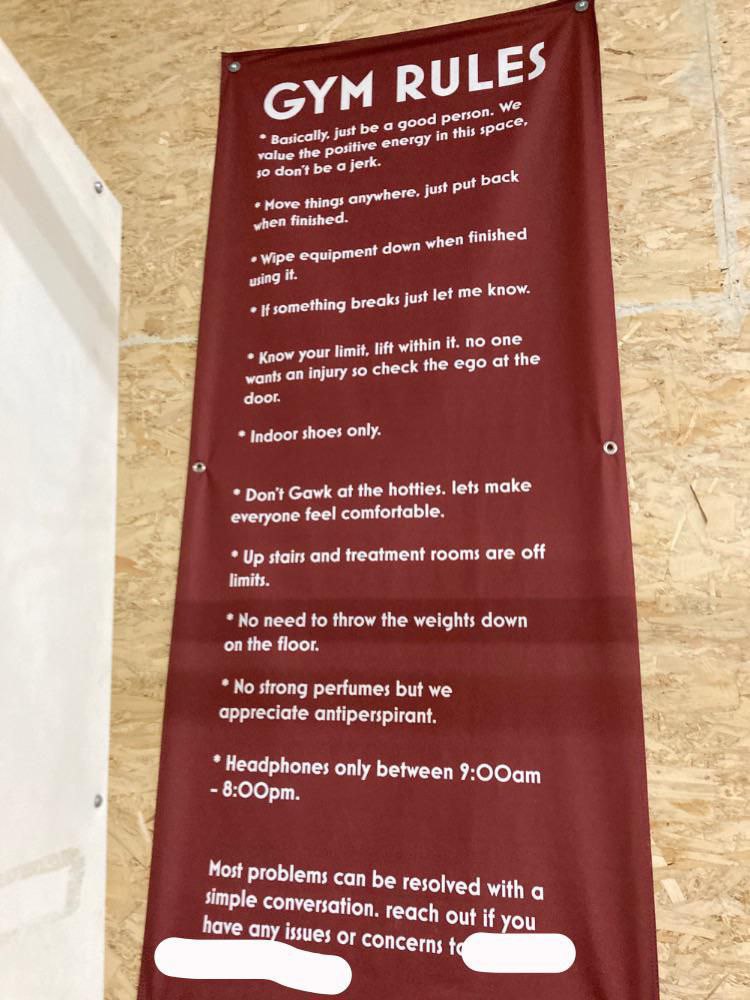 GYM RULES
* Basically, just be a good person. We
value the positive energy in this space,
so don't be a jerk.
* Move things anywhere, just put back
when finished.
* Wipe equipment down when finished
using it.
* If something breaks just let me know.
* Know your limit, lift within it. no one
wants an injury so check the ego at the
door.
* Indoor shoes only.
* Don't Gawk at the hotties. lets make
everyone feel comfortable.
* Up stairs and treatment rooms are off
limits.
* No need to throw the weights down
on the floor.
* No strong perfumes but we
appreciate antiperspirant.
* Headphones only between 9:00am
- 8:00pm.
Most problems can be resolved with a
simple conversation. reach out if you
have any issues or concerns to